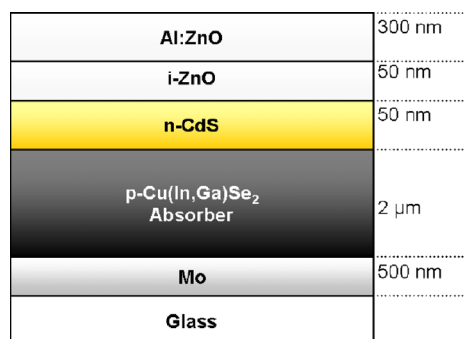 Al:ZnO 300 nm
i-ZnO 50 nm
n-CdS 50 nm
p-Cu(In,Ga)Se₂
Absorber 2 μm
Mo 500 nm
Glass